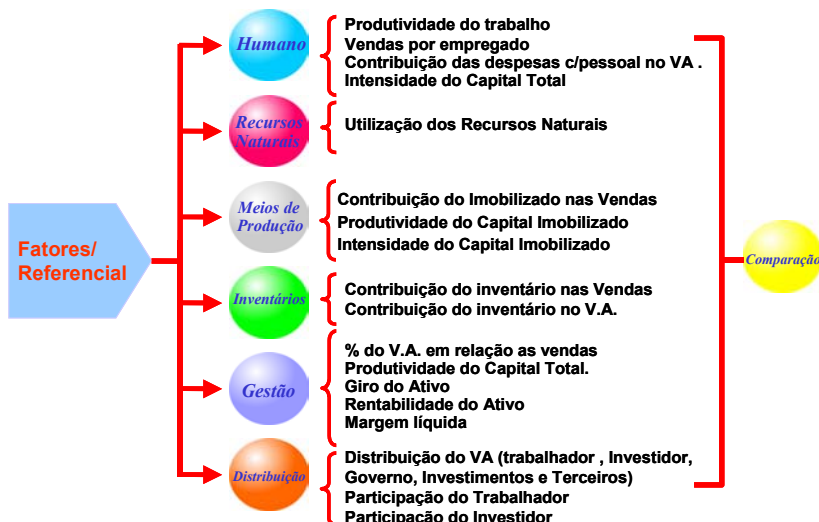 Fatores/
Referencial
Humano
Produtividade do trabalho
Vendas por empregado
Contribuição das despesas c/pessoal no VA .
Intensidade do Capital Total
Recursos
Naturais
Utilização dos Recursos Naturais
Meios de
Produção
Contribuição do Imobilizado nas Vendas
Produtividade do Capital Imobilizado
Intensidade do Capital Imobilizado
Inventários
Contribuição do inventário nas Vendas
Contribuição do inventário no V.A.
Gestão
% do V.A. em relação as vendas
Produtividade do Capital Total.
Giro do Ativo
Rentabilidade do Ativo
Margem líquida
Distribuição
Distribuição do VA (trabalhador , Investidor,
Governo, Investimentos e Terceiros)
Participação do Trabalhador
Participação do Investidor
Comparação